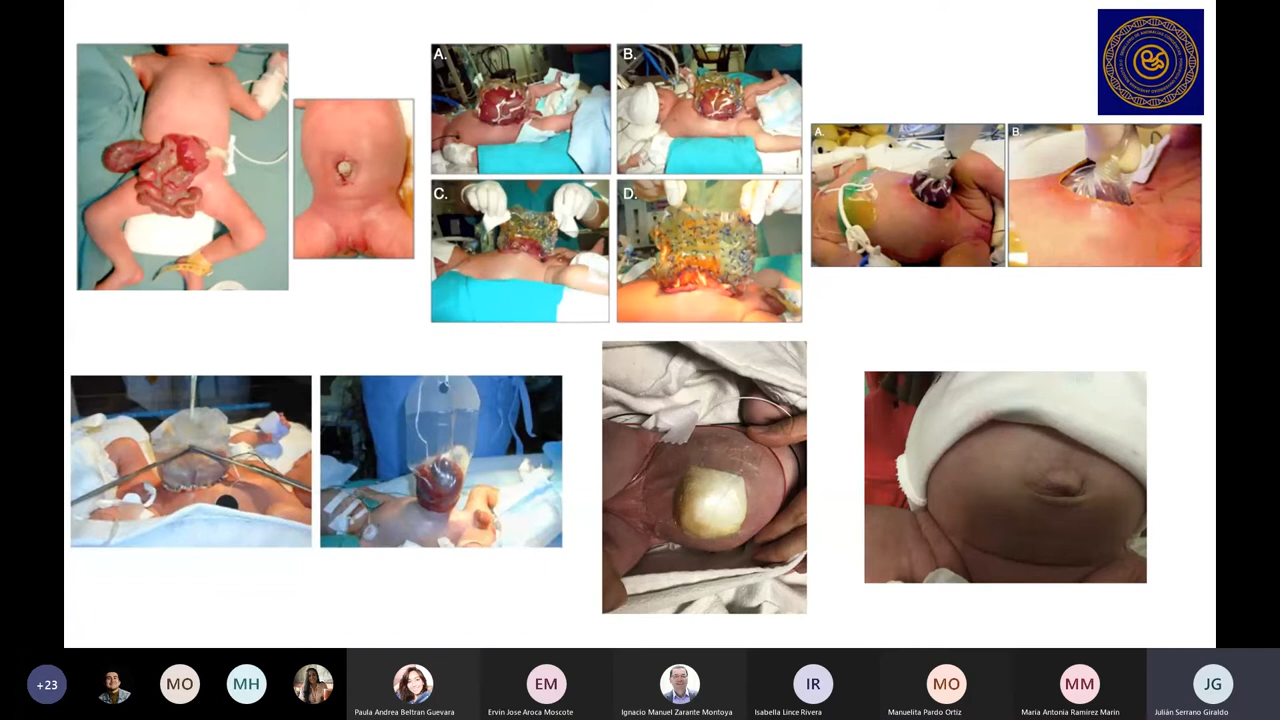 A.
B.
C.
D.
A.
B.
+23
MO
MH
Paula Andrea Beltran Guevara
EM
Ervin Jose Aroca Moscote
Ignacio Manuel Zarante Montoya
IR
Isabella Lince Rivera
MO
Manuelita Pardo Ortiz
MM
Maria Antonia Ramirez Marin
JG
Julián Serrano Giraldo